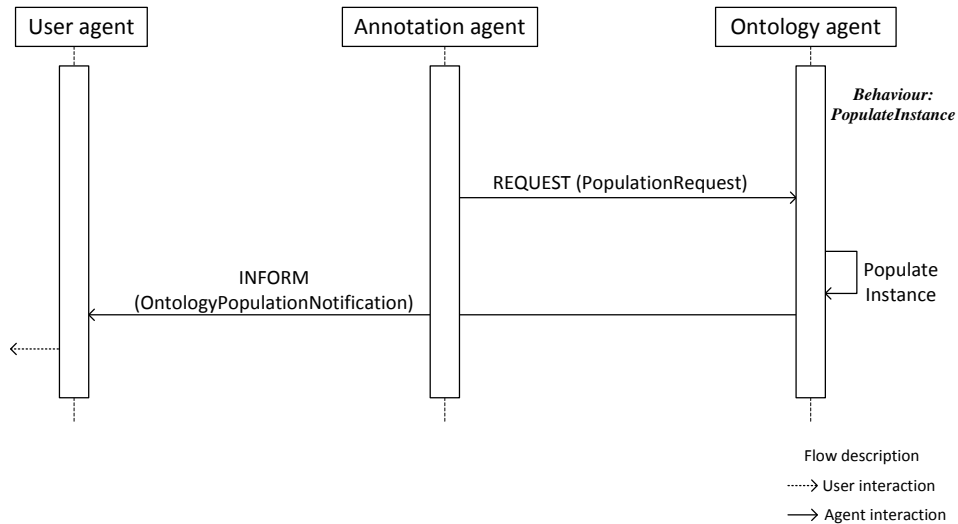 User agent
Annotation agent
Ontology agent
Behaviour:
PopulateInstance
REQUEST (PopulationRequest)
Populate
Instance
INFORM
(OntologyPopulationNotification)
Flow description
User interaction
Agent interaction